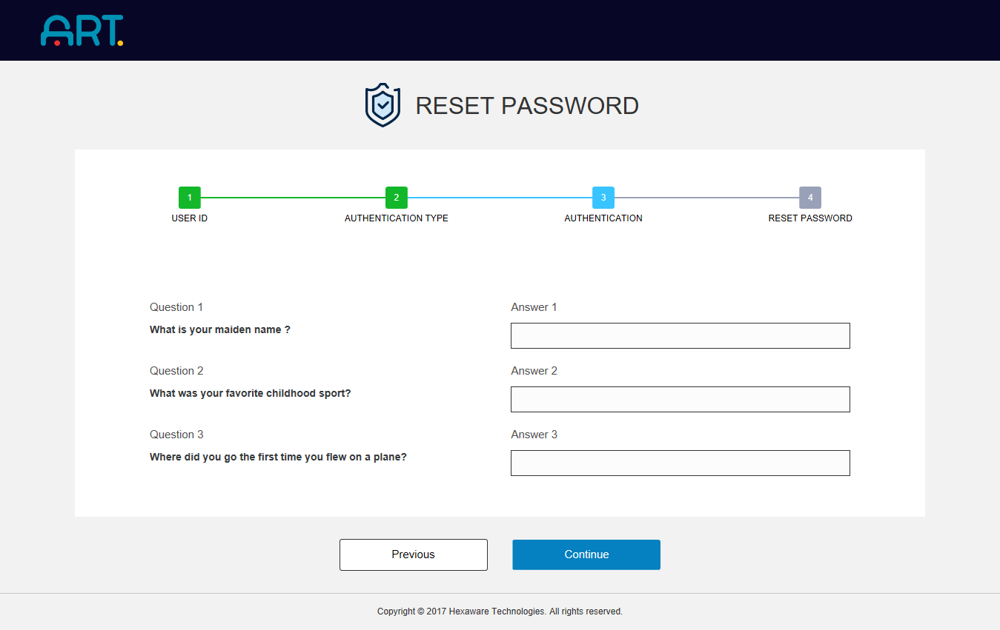 ART.
RESET PASSWORD
1
2
3
4
USER ID
AUTHENTICATION TYPE
AUTHENTICATION
RESET PASSWORD
Question 1
Answer 1
What is your maiden name ?
Question 2
Answer 2
What was your favorite childhood sport?
Question 3
Answer 3
Where did you go the first time you flew on a plane?
Previous
Continue
Copyright © 2017 Hexaware Technologies. All rights reserved.